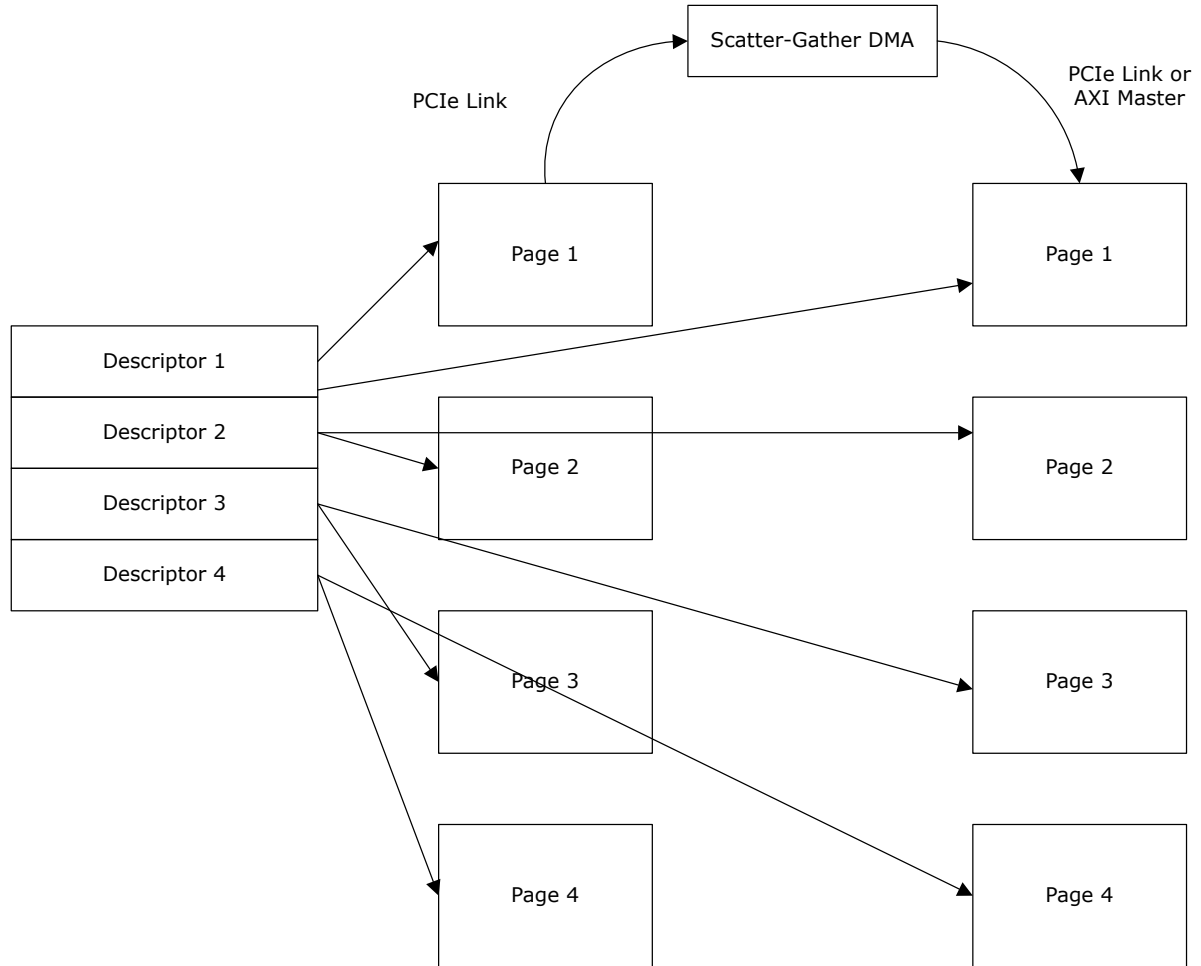 Scatter-Gather DMA
PCIe Link
PCIe Link or
AXI Master
Page 1
Page 1
Descriptor 1
Descriptor 2
Descriptor 3
Descriptor 4
Page 2
Page 2
Page 3
Page 3
Page 4
Page 4